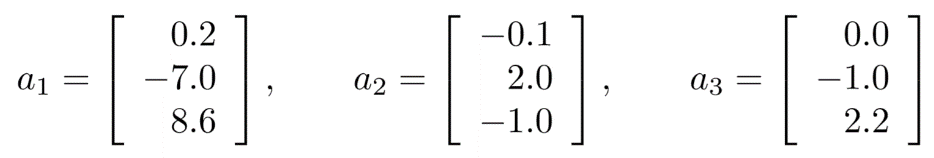 a₁ = [ 0.2 −7.0 8.6 ], a₂ = [ −0.1 2.0 −1.0 ], a₃ = [ 0.0 −1.0 2.2 ]